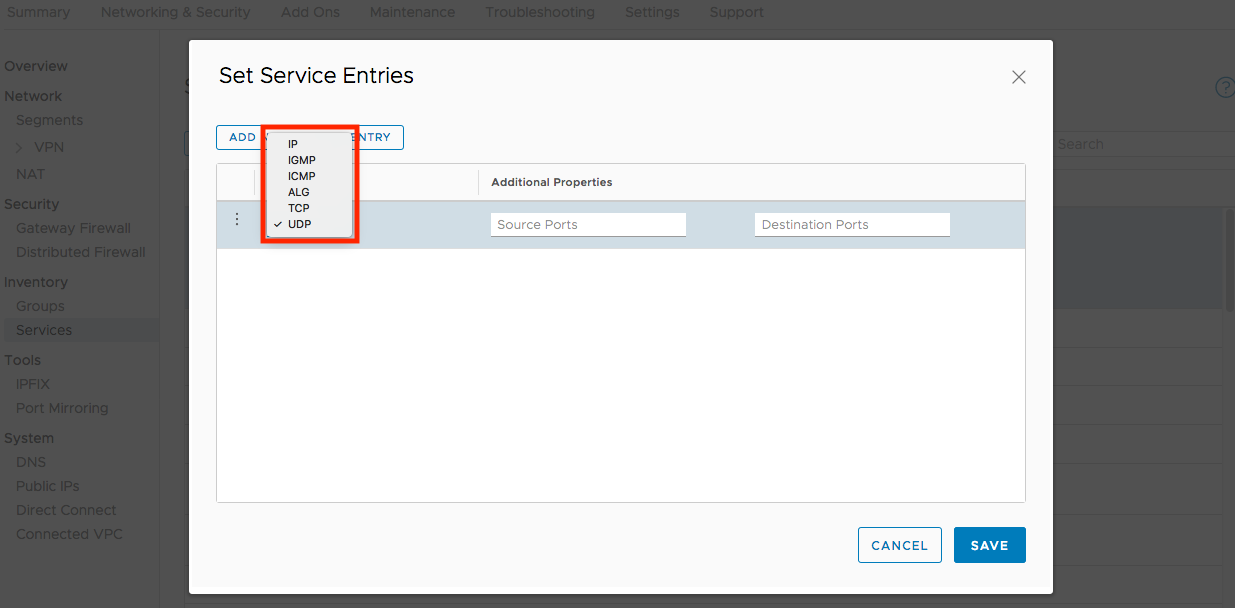 Summary Networking & Security Add Ons Maintenance Troubleshooting Settings Support
Overview
Network
Segments
VPN
NAT
Security
Gateway Firewall
Distributed Firewall
Inventory
Groups
Services
Tools
IPFIX
Port Mirroring
System
DNS
Public IPs
Direct Connect
Connected VPC
?
Search
Set Service Entries
ADD
IP
IGMP
ICMP
ALG
TCP
UDP
Additional Properties
Source Ports Destination Ports
CANCEL SAVE